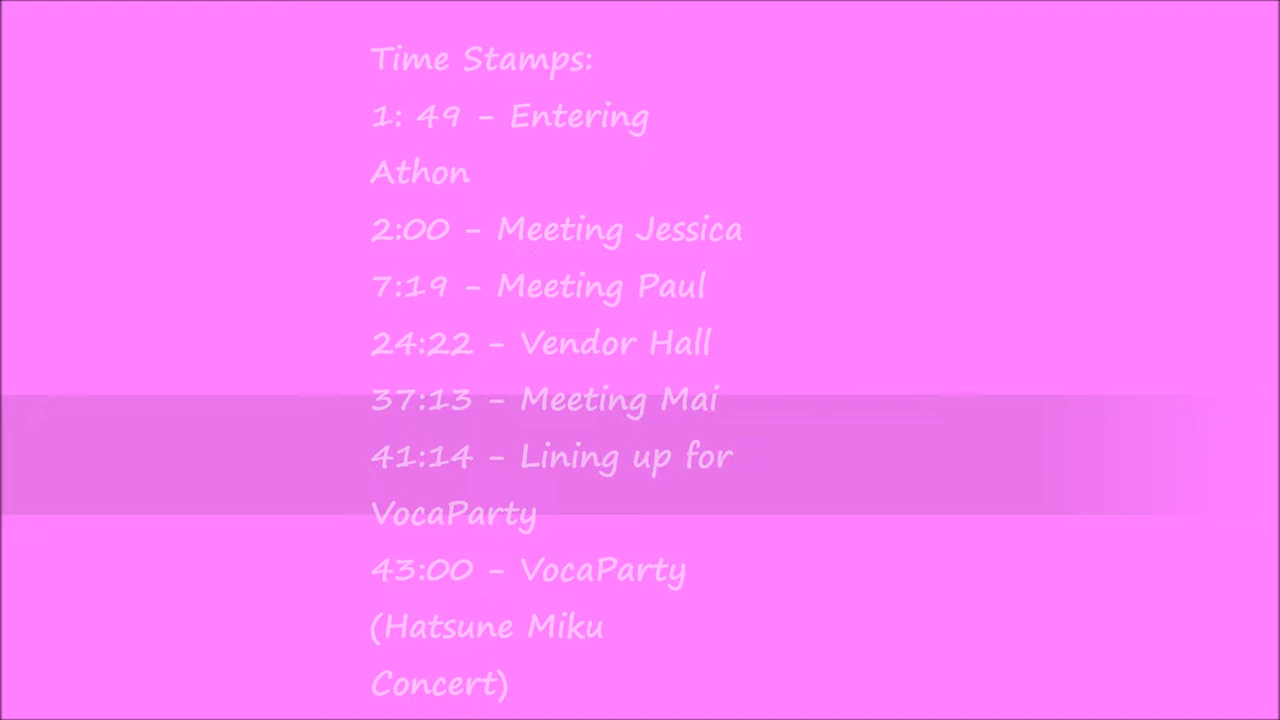 Time Stamps:
1: 49 - Entering
Athon
2:00 - Meeting Jessica
7:19 - Meeting Paul
24:22 - Vendor Hall
37:13 - Meeting Mai
41:14 - Lining up for
VocaParty
43:00 - VocaParty
(Hatsune Miku
Concert)